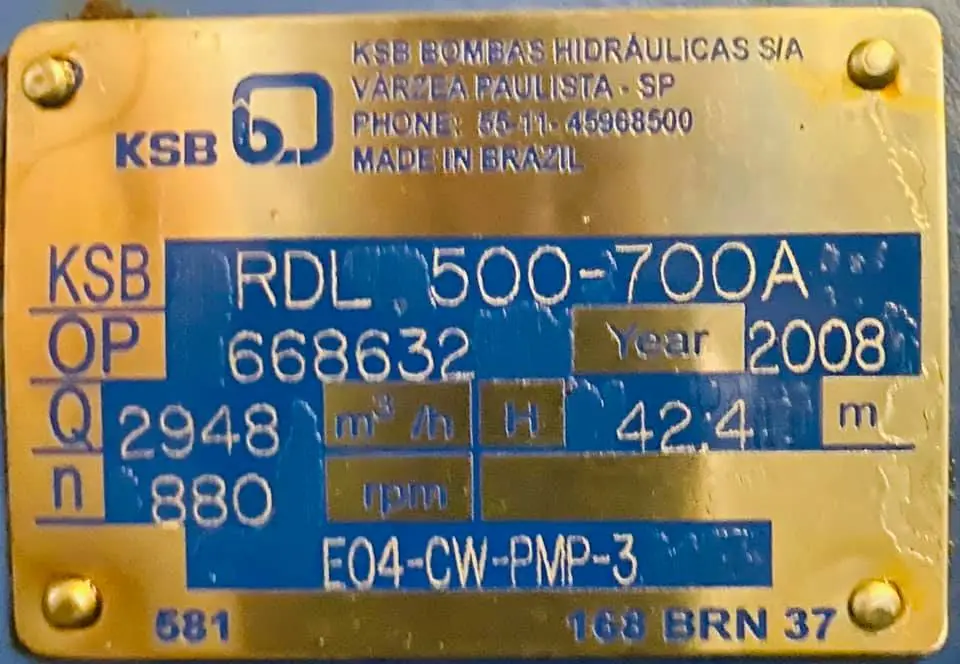 KSB BOMBAS HIDRÁULICAS S/A
VÁRZEA PAULISTA - SP
PHONE: 55-11- 45968500
MADE IN BRAZIL
KSB
KSB RDL 500-700A
OP 668632 Year 2008
Q 2948 m³/h H 42.4 m
n 880 rpm
E04-CW-PMP-3
581 168 BRN 37